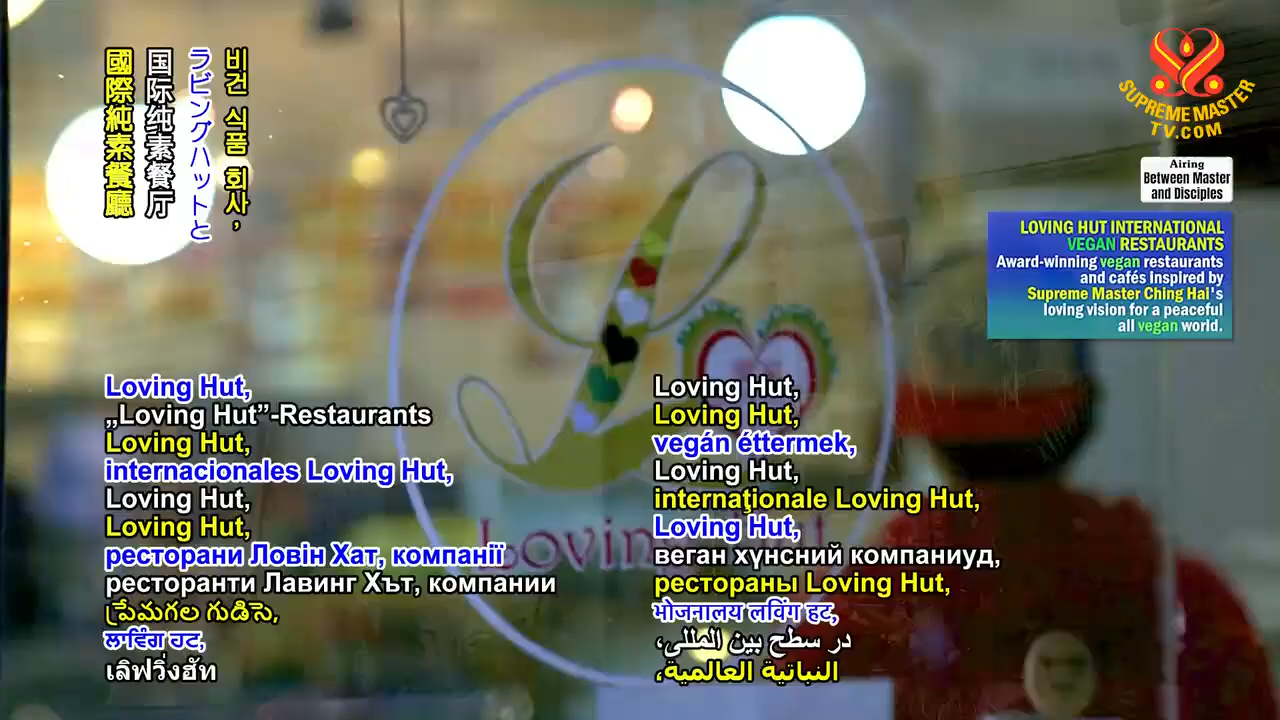 비건 식품 회사,
ラビングハットと
国际纯素餐厅
國際純素餐廳
SUPREME MASTER
TV.COM
Airing
Between Master
and Disciples
LOVING HUT INTERNATIONAL
VEGAN RESTAURANTS
Award-winning vegan restaurants
and cafés inspired by
Supreme Master Ching Hai's
loving vision for a peaceful
all vegan world.
Loving Hut,
„Loving Hut”-Restaurants
Loving Hut,
internacionales Loving Hut,
Loving Hut,
Loving Hut,
ресторани Ловін Хат, компанії
ресторанти Лавинг Хът, компании
ప్రేమగల గుడిసె,
ਲਾਵਿੰਗ ਹਟ,
เลิฟวิ่งฮัท
Loving Hut,
Loving Hut,
vegán éttermek,
Loving Hut,
internaţionale Loving Hut,
Loving Hut,
веган хүнсний компаниуд,
рестораны Loving Hut,
भोजनालय लविंग हट,
در سطح بین المللی،
النباتية العالمية،
Loving